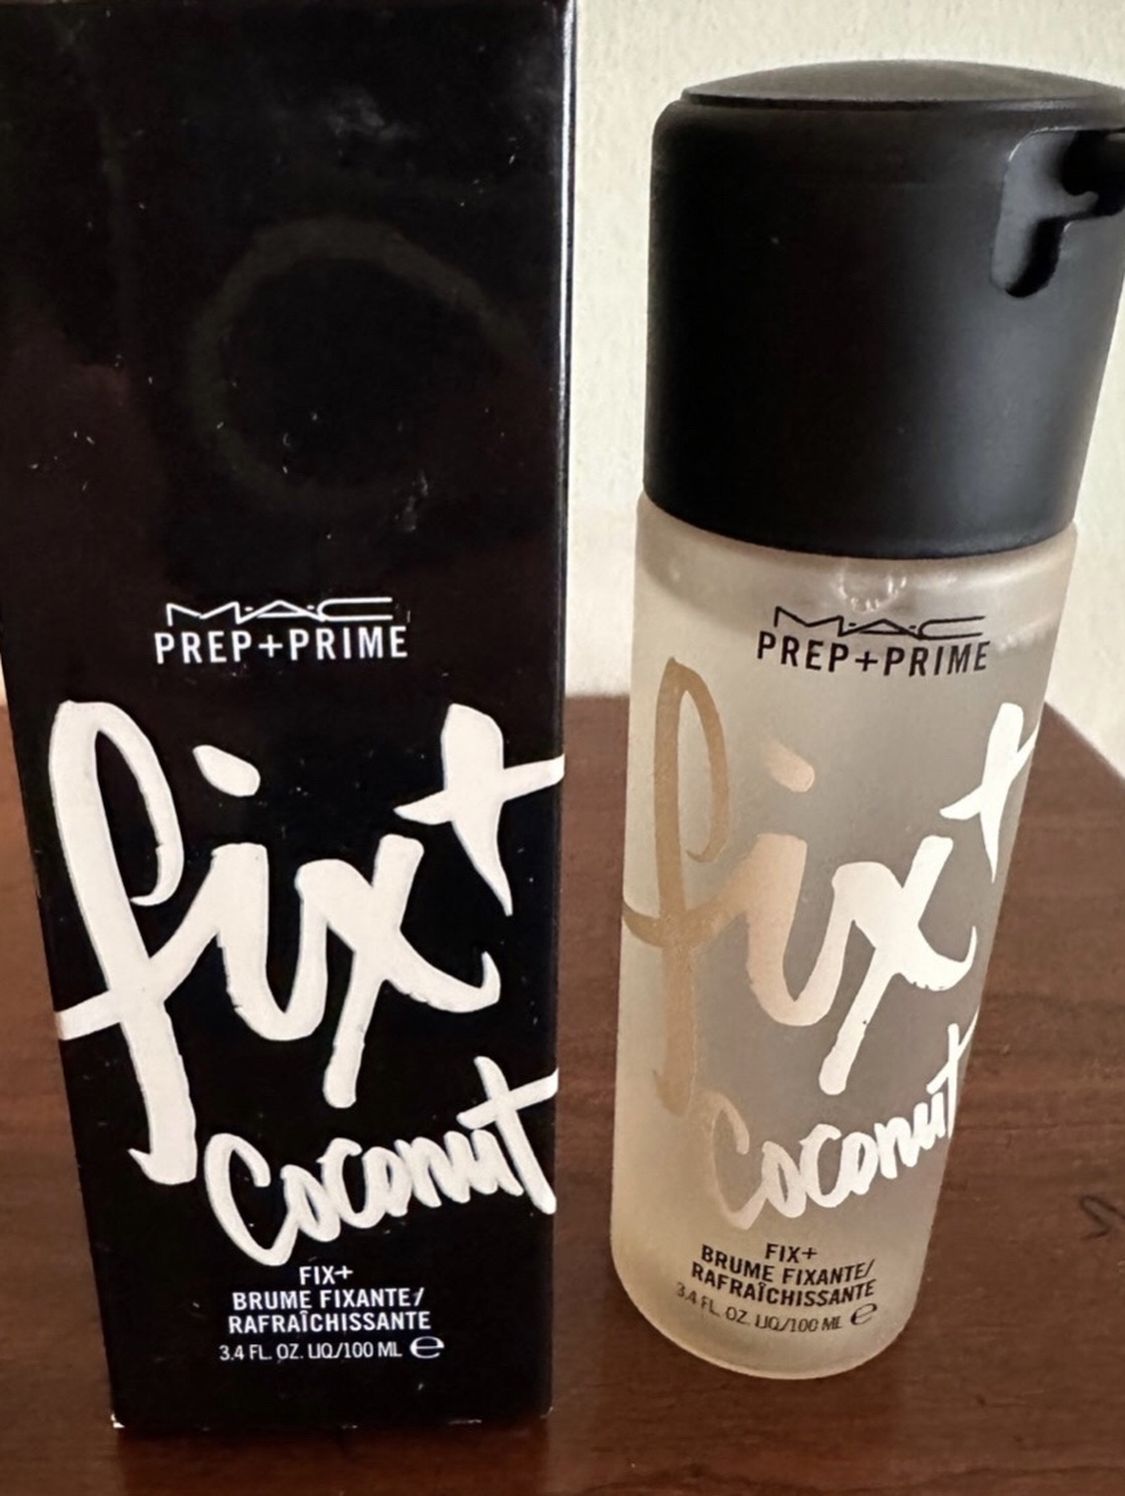 M·A·C
PREP+PRIME
fix+
coconut
FIX+
BRUME FIXANTE/
RAFRAÎCHISSANTE
3.4 FL. OZ. LIQ./100 ML ℮
M·A·C
PREP+PRIME
fix+
coconut
FIX+
BRUME FIXANTE/
RAFRAÎCHISSANTE
3.4 FL. OZ. LIQ./100 ML ℮